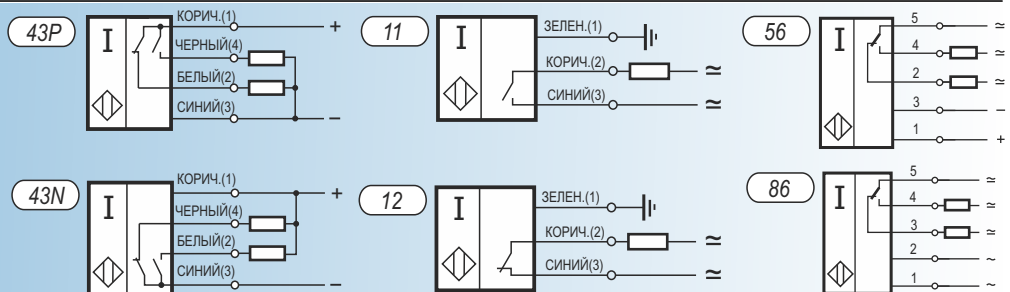 43P
I
КОРИЧ.(1)
+
ЧЕРНЫЙ(4)
БЕЛЫЙ(2)
СИНИЙ(3)
–
11
I
ЗЕЛЕН.(1)
КОРИЧ.(2)
≃
СИНИЙ(3)
≃
56
I
5
≃
4
≃
2
≃
3
–
1
+
43N
I
КОРИЧ.(1)
+
ЧЕРНЫЙ(4)
БЕЛЫЙ(2)
СИНИЙ(3)
–
12
I
ЗЕЛЕН.(1)
КОРИЧ.(2)
≃
СИНИЙ(3)
≃
86
I
5
≃
4
≃
3
≃
2
~
1
~